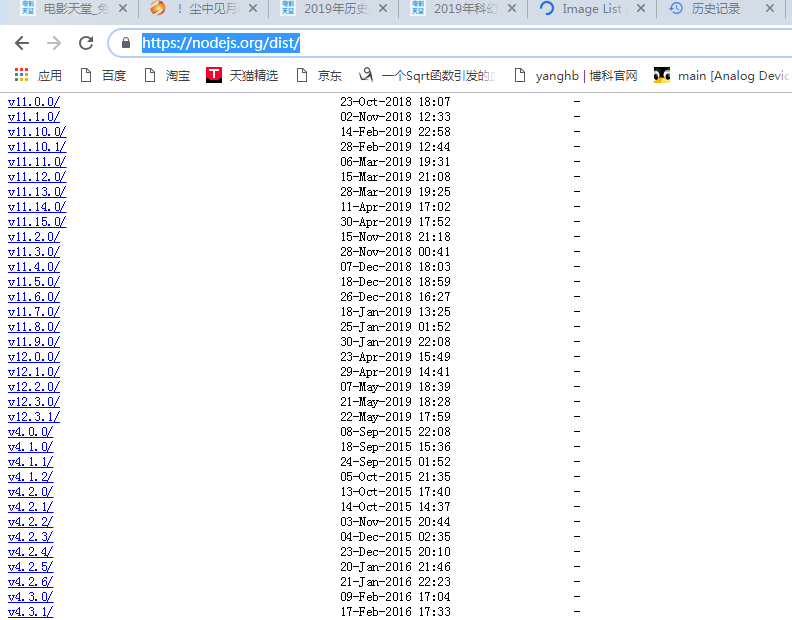 电影天堂_免 ！尘中见月 2019年历史 2019年科幻 Image List 历史记录
https://nodejs.org/dist/
应用 百度 淘宝 T 天猫精选 京东 一个Sqrt函数引发的 yanghb | 博科官网 main [Analog Devic
v11.0.0/ 23-Oct-2018 18:07 -
v11.1.0/ 02-Nov-2018 12:33 -
v11.10.0/ 14-Feb-2019 22:58 -
v11.10.1/ 28-Feb-2019 12:44 -
v11.11.0/ 06-Mar-2019 19:31 -
v11.12.0/ 15-Mar-2019 21:08 -
v11.13.0/ 28-Mar-2019 19:25 -
v11.14.0/ 11-Apr-2019 17:02 -
v11.15.0/ 30-Apr-2019 17:52 -
v11.2.0/ 15-Nov-2018 21:18 -
v11.3.0/ 28-Nov-2018 00:41 -
v11.4.0/ 07-Dec-2018 18:03 -
v11.5.0/ 18-Dec-2018 18:59 -
v11.6.0/ 26-Dec-2018 16:27 -
v11.7.0/ 18-Jan-2019 13:25 -
v11.8.0/ 25-Jan-2019 01:52 -
v11.9.0/ 30-Jan-2019 22:08 -
v12.0.0/ 23-Apr-2019 15:49 -
v12.1.0/ 29-Apr-2019 14:41 -
v12.2.0/ 07-May-2019 18:39 -
v12.3.0/ 21-May-2019 18:28 -
v12.3.1/ 22-May-2019 17:59 -
v4.0.0/ 08-Sep-2015 22:08 -
v4.1.0/ 18-Sep-2015 15:36 -
v4.1.1/ 24-Sep-2015 01:52 -
v4.1.2/ 05-Oct-2015 21:35 -
v4.2.0/ 13-Oct-2015 17:40 -
v4.2.1/ 14-Oct-2015 14:37 -
v4.2.2/ 03-Nov-2015 20:44 -
v4.2.3/ 04-Dec-2015 02:35 -
v4.2.4/ 23-Dec-2015 20:10 -
v4.2.5/ 20-Jan-2016 21:46 -
v4.2.6/ 21-Jan-2016 22:23 -
v4.3.0/ 09-Feb-2016 17:04 -
v4.3.1/ 17-Feb-2016 17:33 -